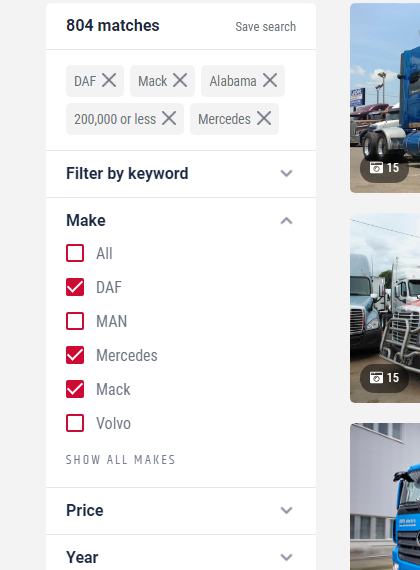 804 matches Save search
DAF Mack Alabama
200,000 or less Mercedes
Filter by keyword
Make
All
DAF
MAN
Mercedes
Mack
Volvo
SHOW ALL MAKES
Price
Year
15
15